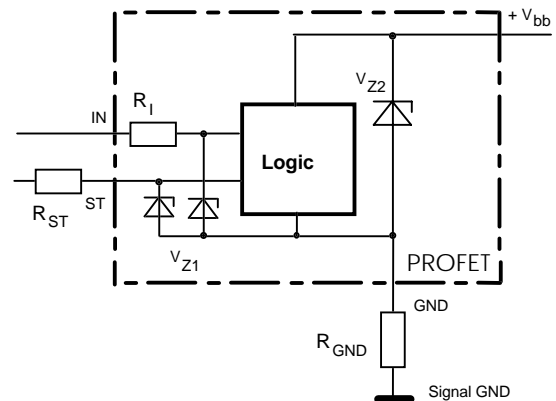 + V bb
V Z2
IN
R I
Logic
ST
R ST
V Z1
PROFET
GND
R GND
Signal GND